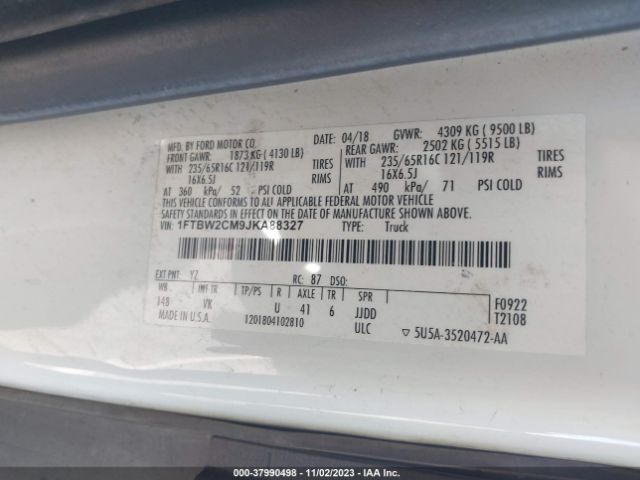 MFD. BY FORD MOTOR CO. DATE: 04/18 GVWR: 4309 KG ( 9500 LB)
FRONT GAWR: 1873 KG ( 4130 LB) REAR GAWR: 2502 KG ( 5515 LB)
WITH 235/65R16C 121/119R TIRES WITH 235/65R16C 121/119R TIRES
16X6.5J RIMS 16X6.5J RIMS
AT 360 kPa/ 52 PSI COLD AT 490 kPa/ 71 PSI COLD
THIS VEHICLE CONFORMS TO ALL APPLICABLE FEDERAL MOTOR VEHICLE
SAFETY STANDARDS IN EFFECT ON THE DATE OF MANUFACTURE SHOWN ABOVE.
VIN: 1FTBW2CM9JKA88327 TYPE: Truck
EXT PNT: YZ RC: 87 DSO:
WB INT TR TP/PS R AXLE TR SPR F0922
148 VK U 41 6 JJDD T2108
MADE IN U.S.A. 1201804102810 ULC ▽ 5U5A-3520472-AA
000-37990498 - 11/02/2023 - IAA Inc.